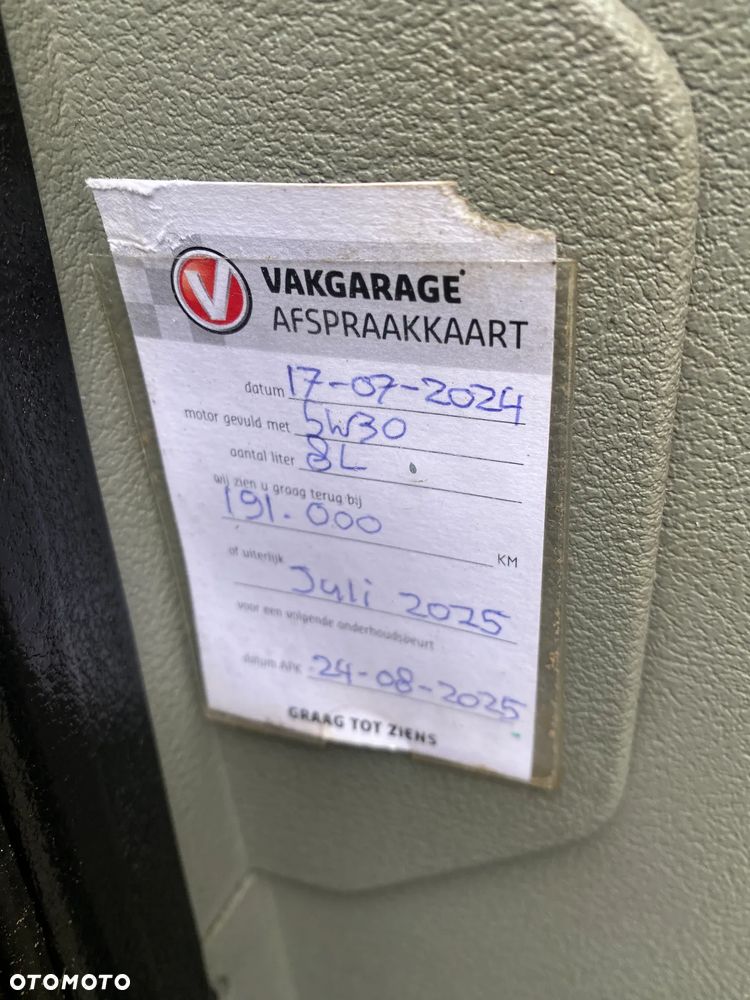 V VAKGARAGE
AFSPRAAKKAART
datum 17-07-2024
motor gevuld met 5W30
aantal liter 8L
wij zien u graag terug bij
191.000 KM
of uiterlijk Juli 2025
voor een volgende onderhoudsbeurt
datum APK 24-08-2025
GRAAG TOT ZIENS
OTOMOTO